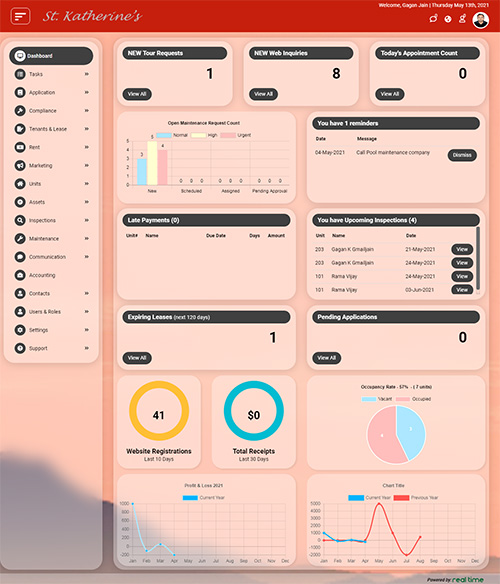 St. Katherine's
Welcome, Gagan Jain | Thursday May 13th, 2021
Dashboard
Tasks
Application
Compliance
Tenants & Lease
Rent
Marketing
Units
Assets
Inspections
Maintenance
Communication
Accounting
Contacts
Users & Roles
Settings
Support
NEW Tour Requests
1
View All
NEW Web Inquiries
8
View All
Today's Appointment Count
0
View All
Open Maintenance Request Count
Normal High Urgent
5
4
3
2
1
0
3 5 4
0 0 0 0 0 0 0 0 0
New Scheduled Assigned Pending Approval
You have 1 reminders
Date Message
04-May-2021 Call Pool maintenance company Dismiss
Late Payments (0)
Unit# Name Due Date Days Amount
You have Upcoming Inspections (4)
Unit Name Date
203 Gagan K Gmailjain 21-May-2021 View
203 Gagan K Gmailjain 24-May-2021 View
101 Rama Vijay 24-May-2021 View
101 Rama Vijay 03-Jun-2021 View
Expiring Leases (next 120 days)
1
View All
Pending Applications
0
View All
41
Website Registrations
Last 10 Days
$0
Total Receipts
Last 30 Days
Occupancy Rate - 57% - ( 7 units)
Vacant Occupied
Profit & Loss 2021
Current Year
1000
800
600
400
200
0
-200
Jan Feb Mar Apr May Jun Jul Aug Sep Oct Nov Dec
Chart Title
Current Year Previous Year
5000
4000
3000
2000
1000
0
-1000
-2000
-3000
Jan Feb Mar Apr May Jun Jul Aug Sep Oct Nov Dec
Powered by real time